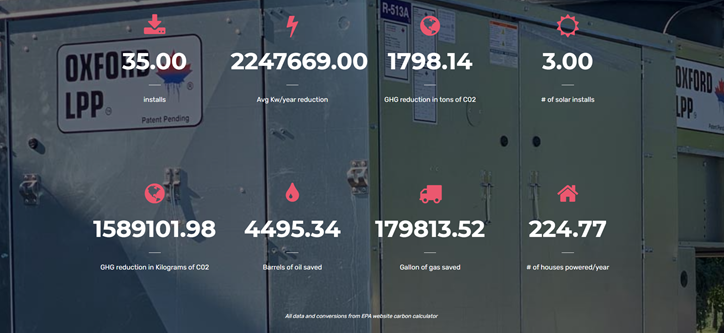 R-513A
OXFORD
LPP
Patent Pending
OXFORD
LPP
35.00
installs
2247669.00
Avg Kw/year reduction
1798.14
GHG reduction in tons of CO2
3.00
# of solar installs
1589101.98
GHG reduction in Kilograms of CO2
4495.34
Barrels of oil saved
179813.52
Gallon of gas saved
224.77
# of houses powered/year
All data and conversions from EPA website carbon calculator